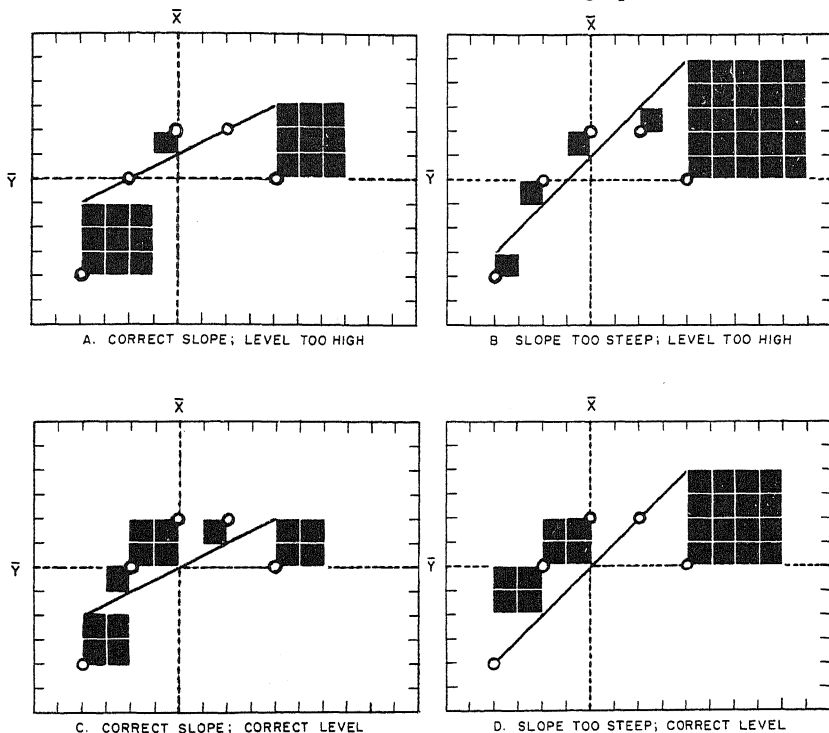 X̄
X̄
Ȳ
Ȳ
A. CORRECT SLOPE; LEVEL TOO HIGH
B SLOPE TOO STEEP; LEVEL TOO HIGH
X̄
X̄
Ȳ
Ȳ
C. CORRECT SLOPE; CORRECT LEVEL
D. SLOPE TOO STEEP; CORRECT LEVEL